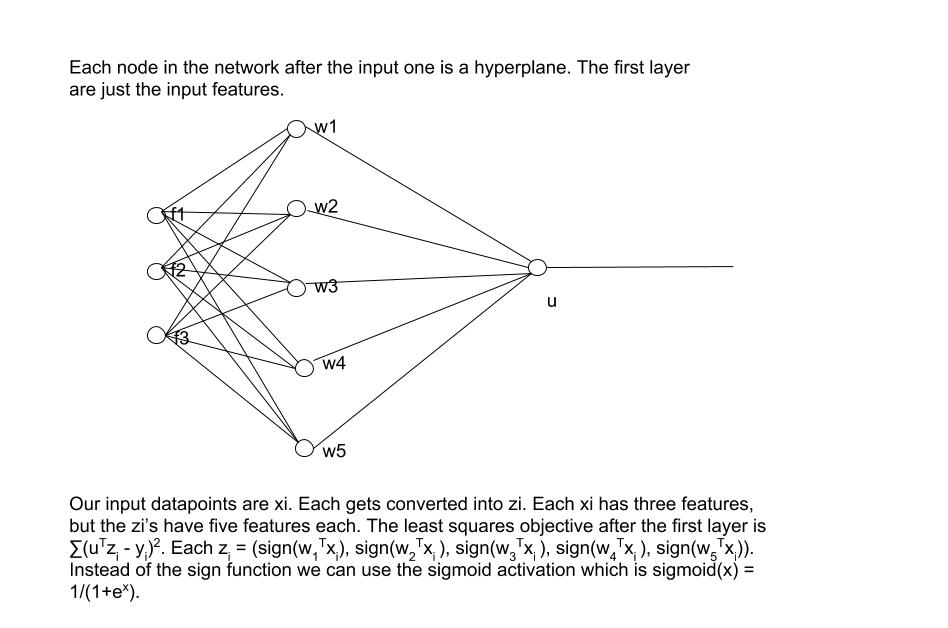 Each node in the network after the input one is a hyperplane. The first layer
are just the input features.
w1
w2
f1
f2
w3
u
f3
w4
w5
Our input datapoints are xi. Each gets converted into zi. Each xi has three features,
but the zi’s have five features each. The least squares objective after the first layer is
∑(uᵀzᵢ - yᵢ)². Each zᵢ = (sign(w₁ᵀxᵢ), sign(w₂ᵀxᵢ ), sign(w₃ᵀxᵢ ), sign(w₄ᵀxᵢ ), sign(w₅ᵀxᵢ)).
Instead of the sign function we can use the sigmoid activation which is sigmoid(x) =
1/(1+eˣ).